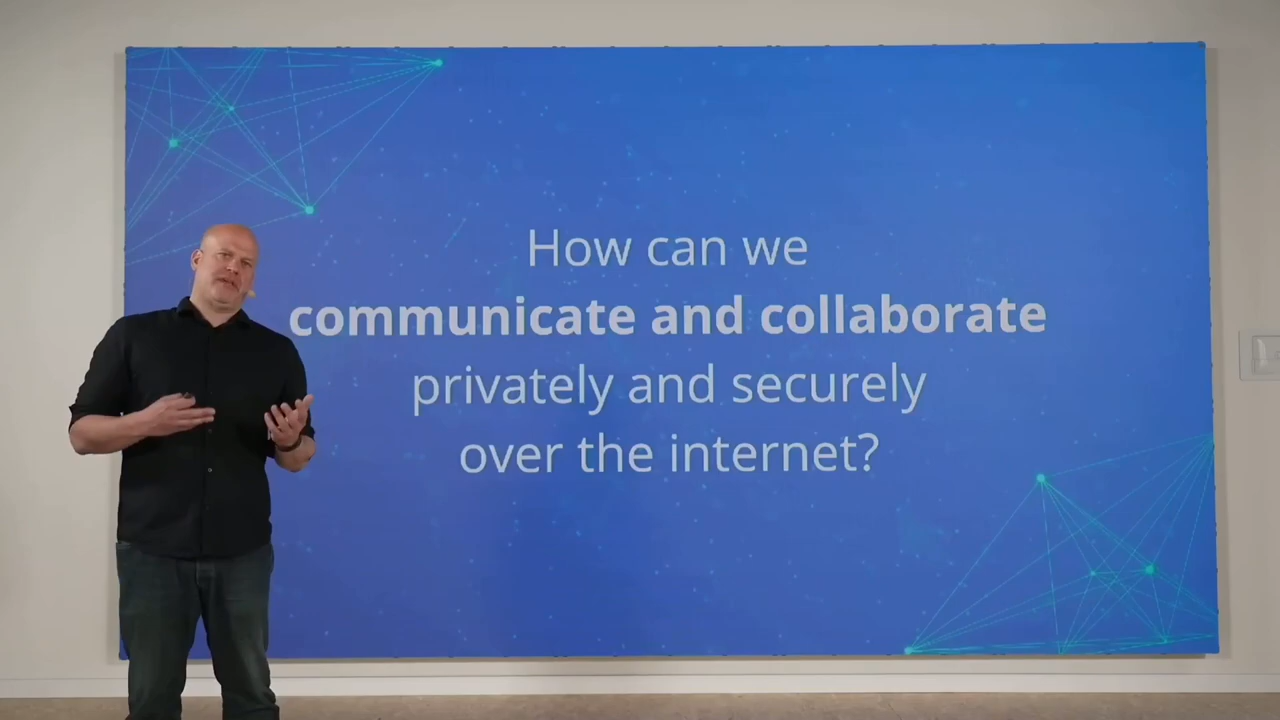 How can we
communicate and collaborate
privately and securely
over the internet?